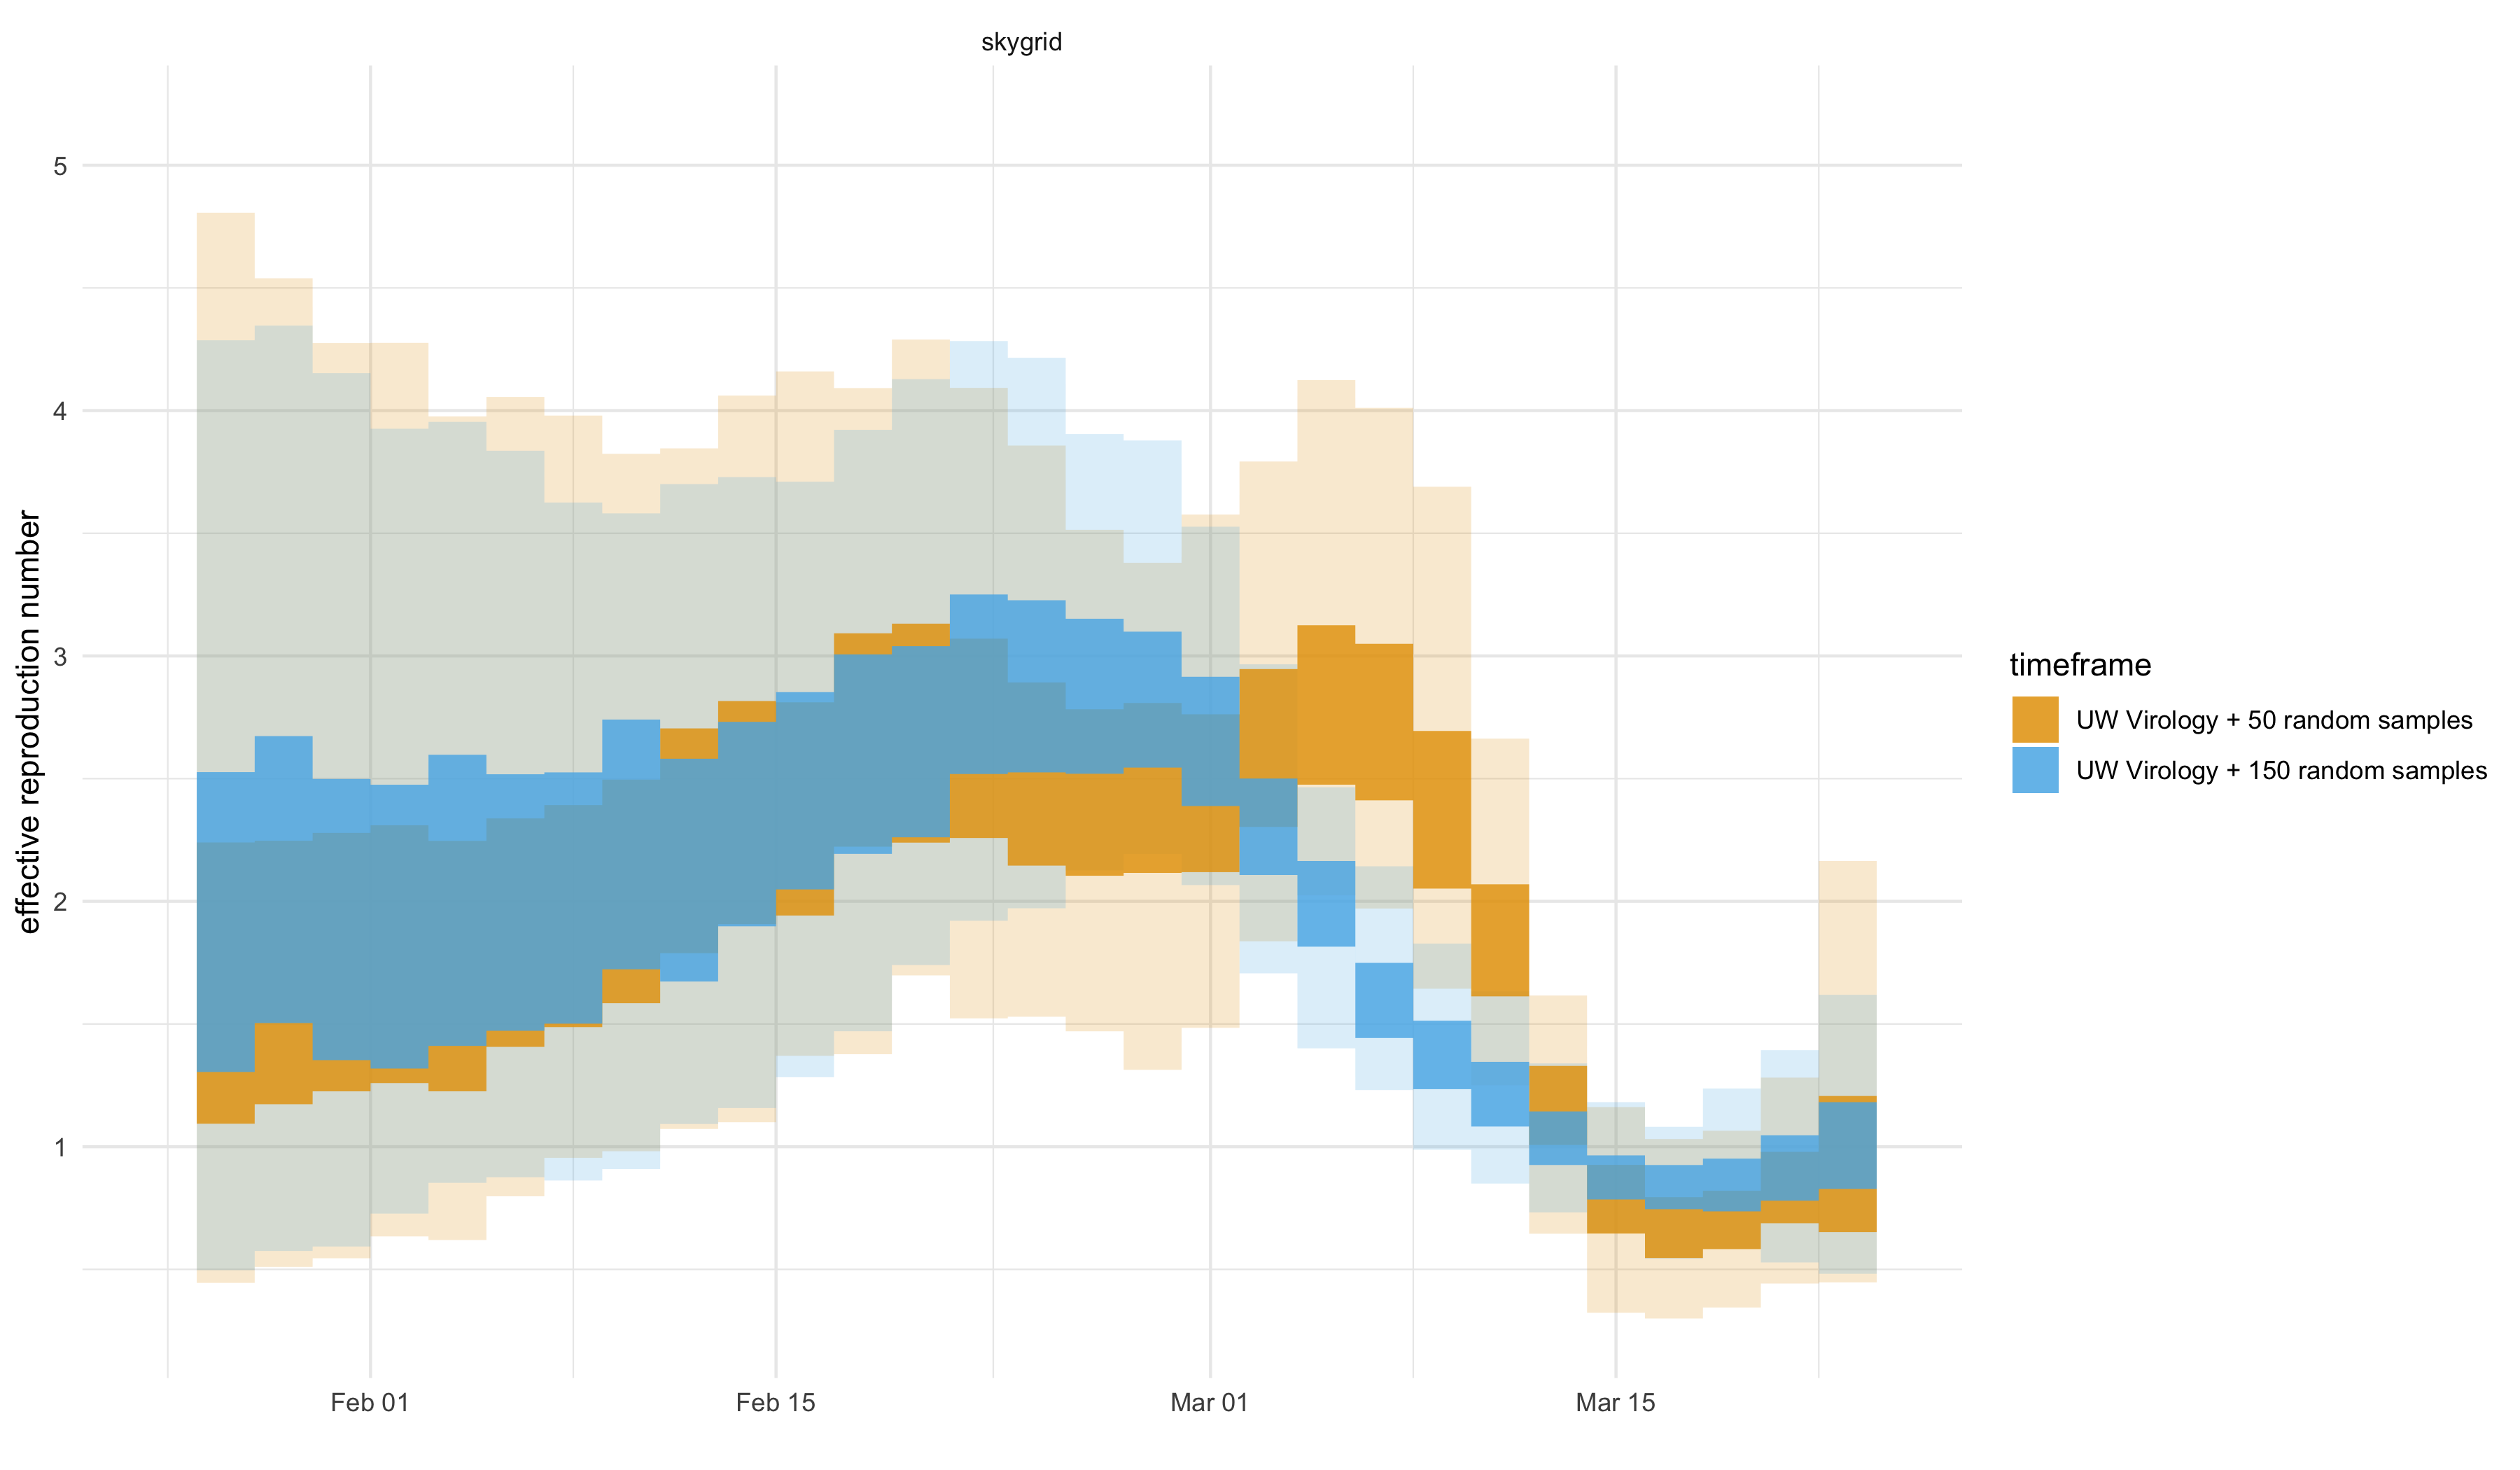 skygrid
effective reproduction number
5
4
3
2
1
Feb 01
Feb 15
Mar 01
Mar 15
timeframe
UW Virology + 50 random samples
UW Virology + 150 random samples